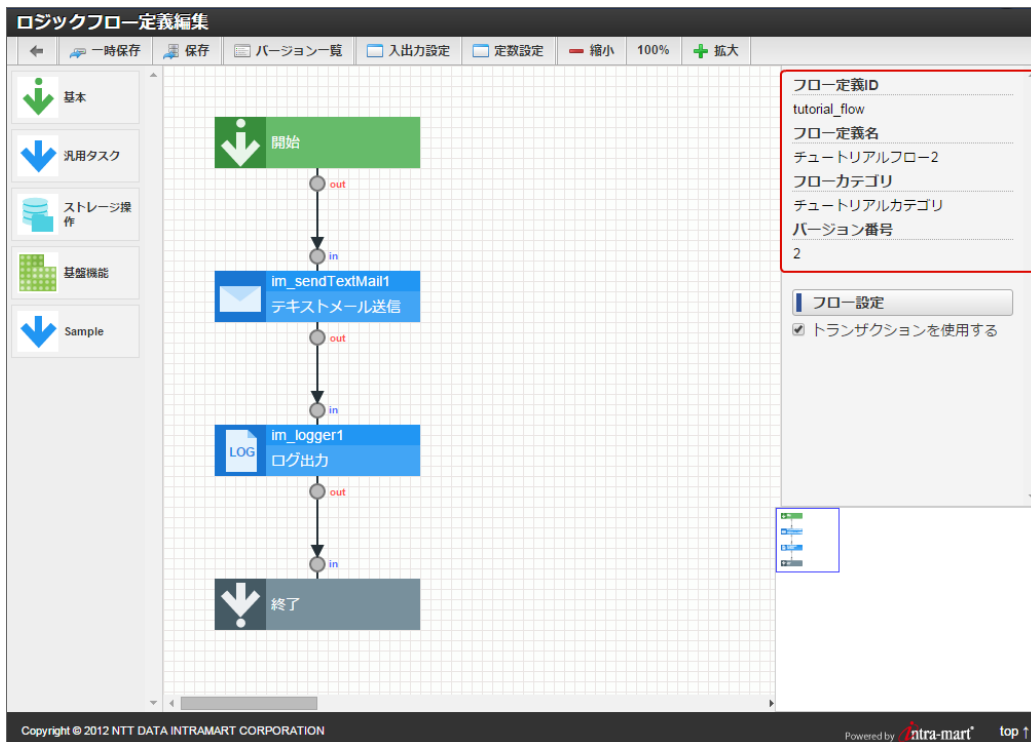 ロジックフロー定義編集
一時保存 保存 バージョン一覧 入出力設定 定数設定 縮小 100% 拡大
基本
汎用タスク
ストレージ操
作
基盤機能
Sample
開始
out
in
im_sendTextMail1
テキストメール送信
out
in
im_logger1
LOG
ログ出力
out
in
終了
フロー定義ID
tutorial_flow
フロー定義名
チュートリアルフロー2
フローカテゴリ
チュートリアルカテゴリ
バージョン番号
2
フロー設定
トランザクションを使用する
Copyright © 2012 NTT DATA INTRAMART CORPORATION
Powered by intra-mart
top ↑